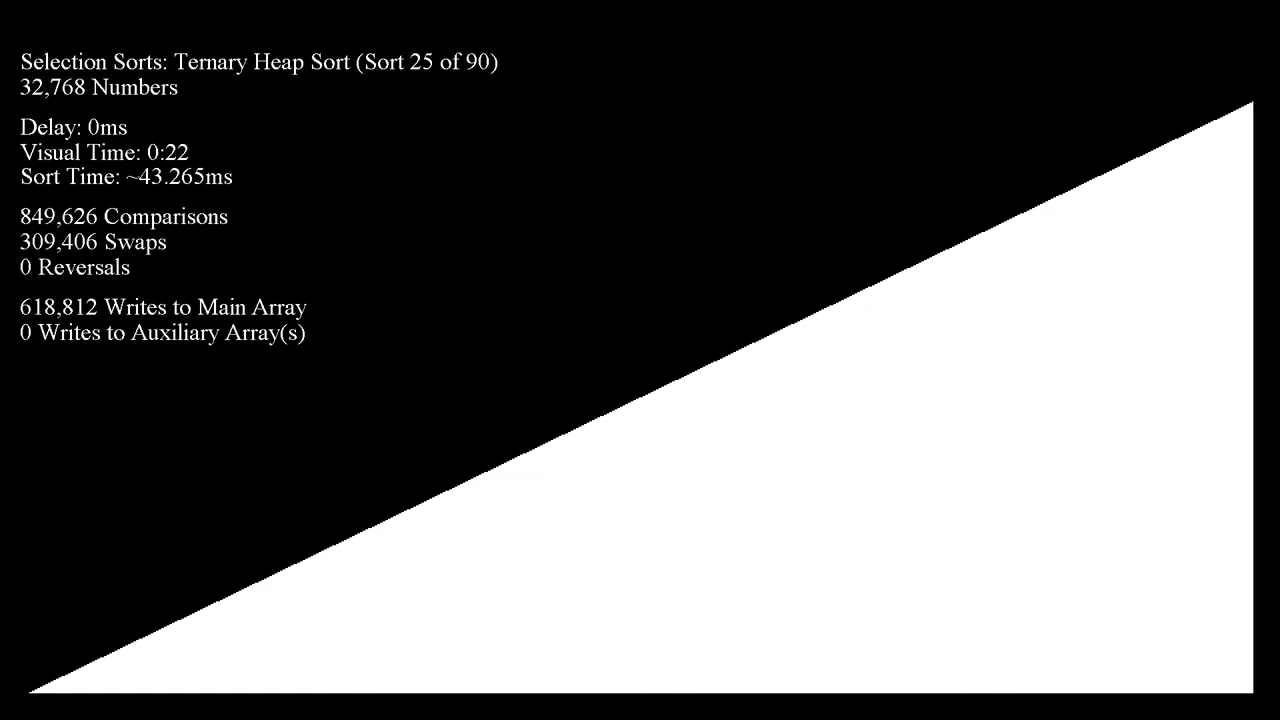 Selection Sorts: Ternary Heap Sort (Sort 25 of 90)
32,768 Numbers
Delay: 0ms
Visual Time: 0:22
Sort Time: ~43.265ms
849,626 Comparisons
309,406 Swaps
0 Reversals
618,812 Writes to Main Array
0 Writes to Auxiliary Array(s)